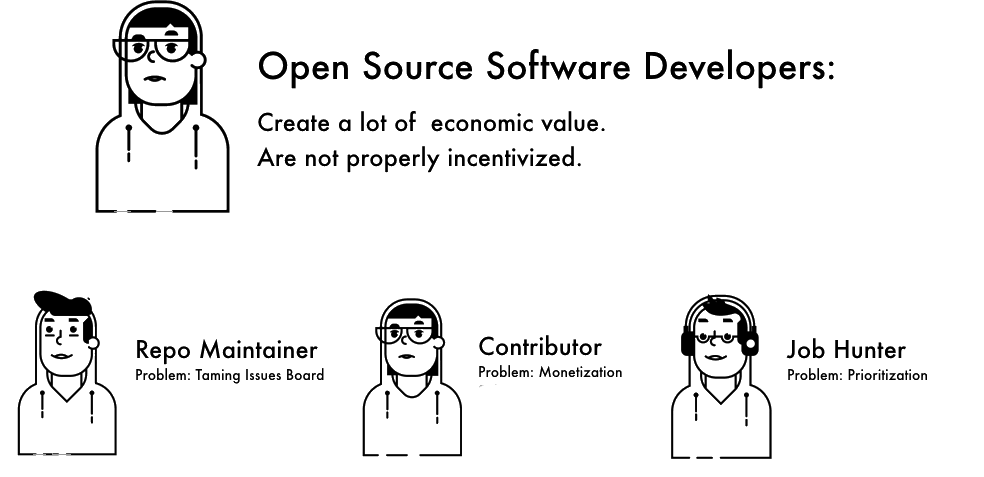 Open Source Software Developers:
Create a lot of economic value.
Are not properly incentivized.
Repo Maintainer
Problem: Taming Issues Board
Contributor
Problem: Monetization
Job Hunter
Problem: Prioritization